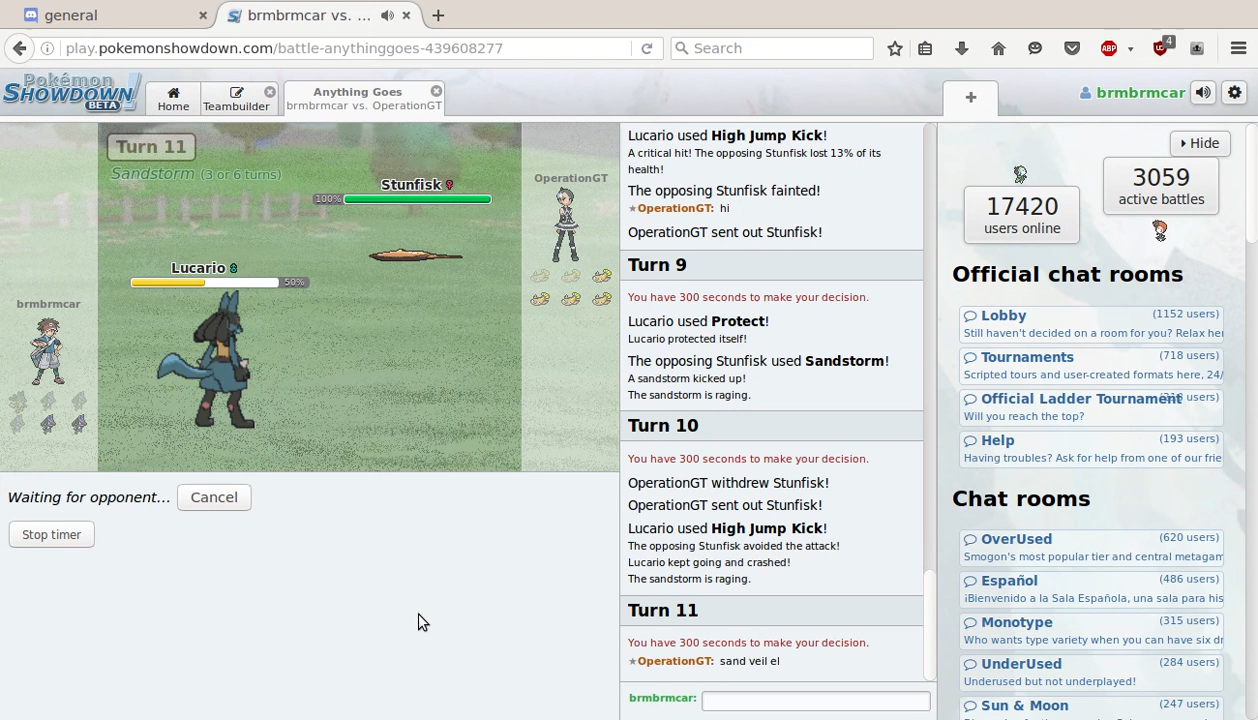 general
brmbrmcar vs. ...
play.pokemonshowdown.com/battle-anythinggoes-439608277
Search
ABP
4
Pokémon
Showdown!
BETA
Home
Teambuilder
Anything Goes
brmbrmcar vs. OperationGT
brmbrmcar
Turn 11
Sandstorm (3 or 6 turns)
Stunfisk
100%
OperationGT
Lucario
50%
brmbrmcar
Waiting for opponent...
Cancel
Stop timer
Lucario used High Jump Kick!
A critical hit! The opposing Stunfisk lost 13% of its
health!
The opposing Stunfisk fainted!
★OperationGT: hi
OperationGT sent out Stunfisk!
Turn 9
You have 300 seconds to make your decision.
Lucario used Protect!
Lucario protected itself!
The opposing Stunfisk used Sandstorm!
A sandstorm kicked up!
The sandstorm is raging.
Turn 10
You have 300 seconds to make your decision.
OperationGT withdrew Stunfisk!
OperationGT sent out Stunfisk!
Lucario used High Jump Kick!
The opposing Stunfisk avoided the attack!
Lucario kept going and crashed!
The sandstorm is raging.
Turn 11
You have 300 seconds to make your decision.
★OperationGT: sand veil el
brmbrmcar:
Hide
17420
users online
3059
active battles
Official chat rooms
Lobby (1152 users)
Still haven't decided on a room for you? Relax her
Tournaments (718 users)
Scripted tours and user-created formats here, 24/
Official Ladder Tournament users)
Will you reach the top?
Help (193 users)
Having troubles? Ask for help from one of our frie
Chat rooms
OverUsed (620 users)
Smogon's most popular tier and central metagam
Español (486 users)
¡Bienvenido a la Sala Española, una sala para his
Monotype (315 users)
Who wants type variety when you can have six dr
UnderUsed (284 users)
Underused but not underplayed!
Sun & Moon (247 users)